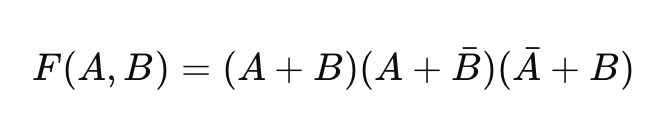 F(A, B) = (A + B)(A + B̄)(Ā + B)